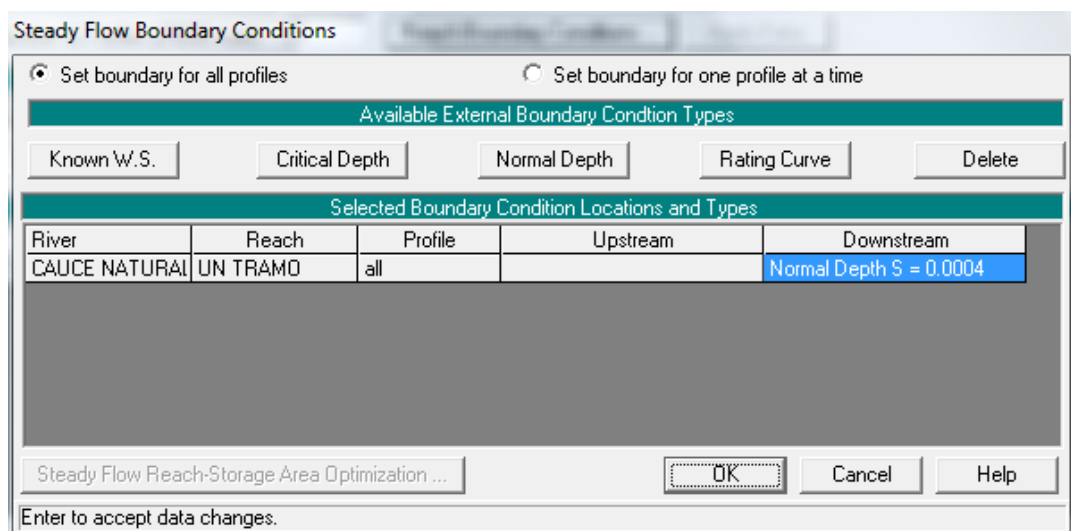 Steady Flow Boundary Conditions
Set boundary for all profiles Set boundary for one profile at a time
Available External Boundary Condtion Types
Known W.S. Critical Depth Normal Depth Rating Curve Delete
Selected Boundary Condition Locations and Types
River Reach Profile Upstream Downstream
CAUCE NATURAL UN TRAMO all Normal Depth S = 0.0004
Steady Flow Reach-Storage Area Optimization ... OK Cancel Help
Enter to accept data changes.